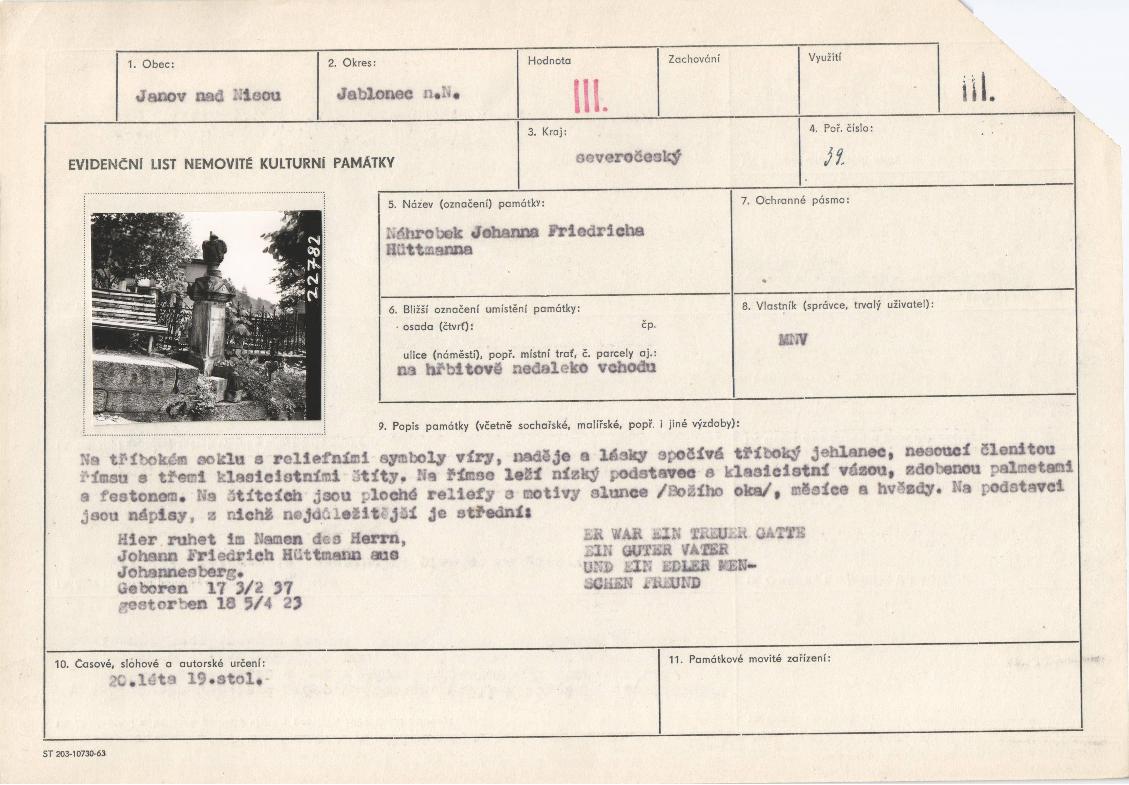 1. Obec:
Janov nad Nisou
2. Okres:
Jablonec n.N.
Hodnota
III.
Zachování
Využití
III.
EVIDENČNÍ LIST NEMOVITÉ KULTURNÍ PAMÁTKY
3. Kraj:
severočeský
4. Poř. číslo:
39.
22782
5. Název (označení) památky:
Náhrobek Johanna Friedricha
Hüttmanna
7. Ochranné pásmo:
6. Bližší označení umístění památky:
osada (čtvrť): čp.
ulice (náměstí), popř. místní trať, č. parcely aj.:
na hřbitově nedaleko vchodu
8. Vlastník (správce, trvalý uživatel):
MNV
9. Popis památky (včetně sochařské, malířské, popř. i jiné výzdoby):
Na tříbokém soklu s reliefními symboly víry, naděje a lásky spočívá tříboký jehlanec, nesoucí členitou
římsu s třemi klasicistními štíty. Na římse leží nízký podstavec s klasicistní vázou, zdobenou palmetami
a festonem. Na štítcích jsou ploché reliefy s motivy slunce /Božího oka/, měsíce a hvězdy. Na podstavci
jsou nápisy, z nichž nejdůležitější je střední:
Hier ruhet im Namen des Herrn,
Johann Friedrich Hüttmann aus
Johannesberg.
Geboren 17 3/2 37
gestorben 18 5/4 23
ER WAR EIN TREUER GATTE
EIN GUTER VATER
UND EIN EDLER MEN-
SCHEN FREUND
10. Časové, slohové a autorské určení:
20.léta 19.stol.
11. Památkové movité zařízení:
ST 203-10730-63